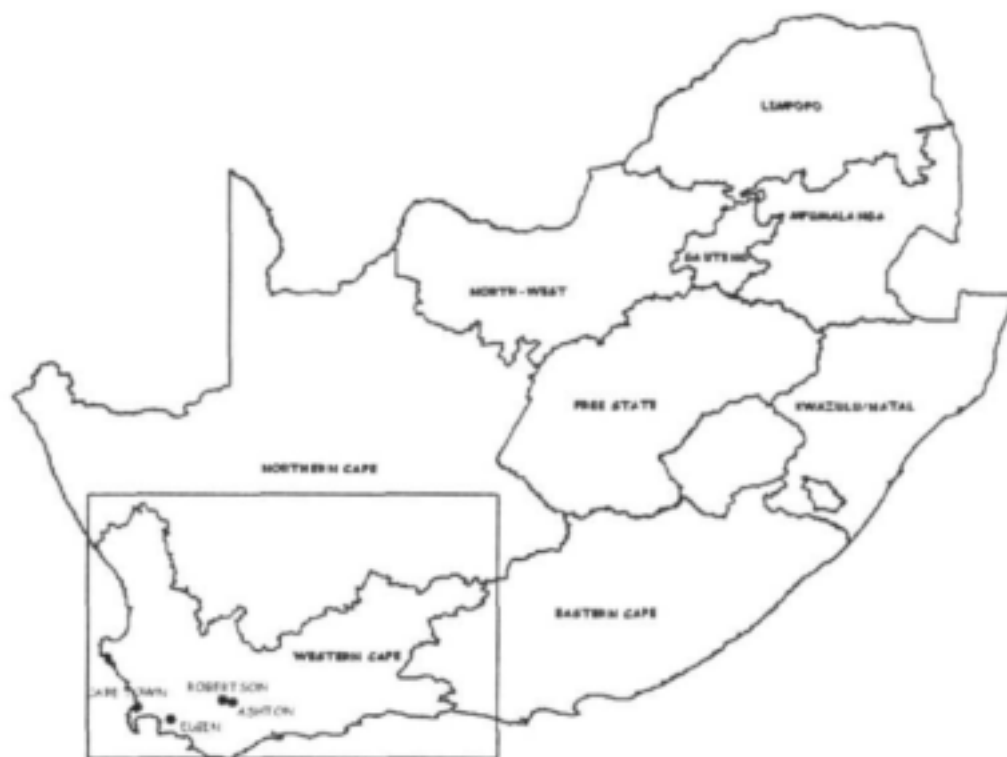 LIMPOPO
MPUMALANGA
GAUTENG
NORTH-WEST
FREE STATE
KWAZULU/NATAL
NORTHERN CAPE
EASTERN CAPE
WESTERN CAPE
ROBERTSON
CAPE TOWN
ASHTON